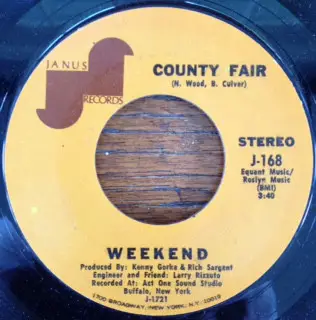 JANUS
RECORDS
COUNTY FAIR
(N. Wood, B. Culver)
STEREO
J-168
Equant Music/
Roslyn Music
(BMI)
3:40
WEEKEND
Produced By: Kenny Gorka & Rich Sargent
Engineer and Friend: Larry Rizzuto
Recorded At: Act One Sound Studio
Buffalo, New York
J-1721
1700 BROADWAY, NEW YORK, N.Y. 10019